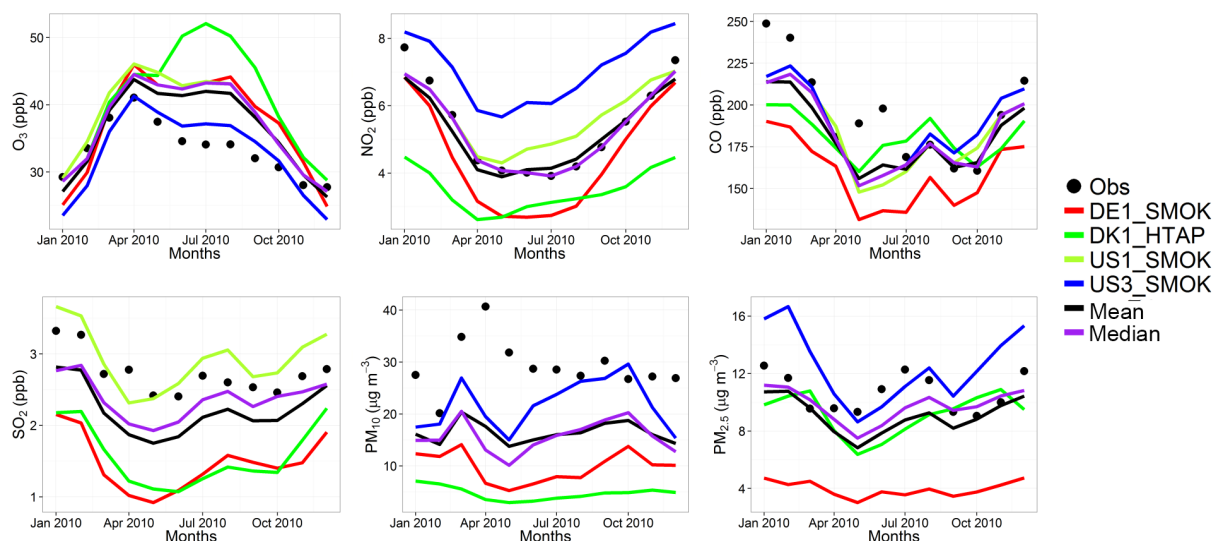 O₃ (ppb)
50
40
30
Jan 2010 Apr 2010 Jul 2010 Oct 2010
Months
NO₂ (ppb)
8
6
4
Jan 2010 Apr 2010 Jul 2010 Oct 2010
Months
CO (ppb)
250
225
200
175
150
Jan 2010 Apr 2010 Jul 2010 Oct 2010
Months
SO₂ (ppb)
3
2
1
Jan 2010 Apr 2010 Jul 2010 Oct 2010
Months
PM₁₀ (µg m⁻³)
40
30
20
10
Jan 2010 Apr 2010 Jul 2010 Oct 2010
Months
PM₂.₅ (µg m⁻³)
16
12
8
4
Jan 2010 Apr 2010 Jul 2010 Oct 2010
Months
Obs
DE1_SMOK
DK1_HTAP
US1_SMOK
US3_SMOK
Mean
Median